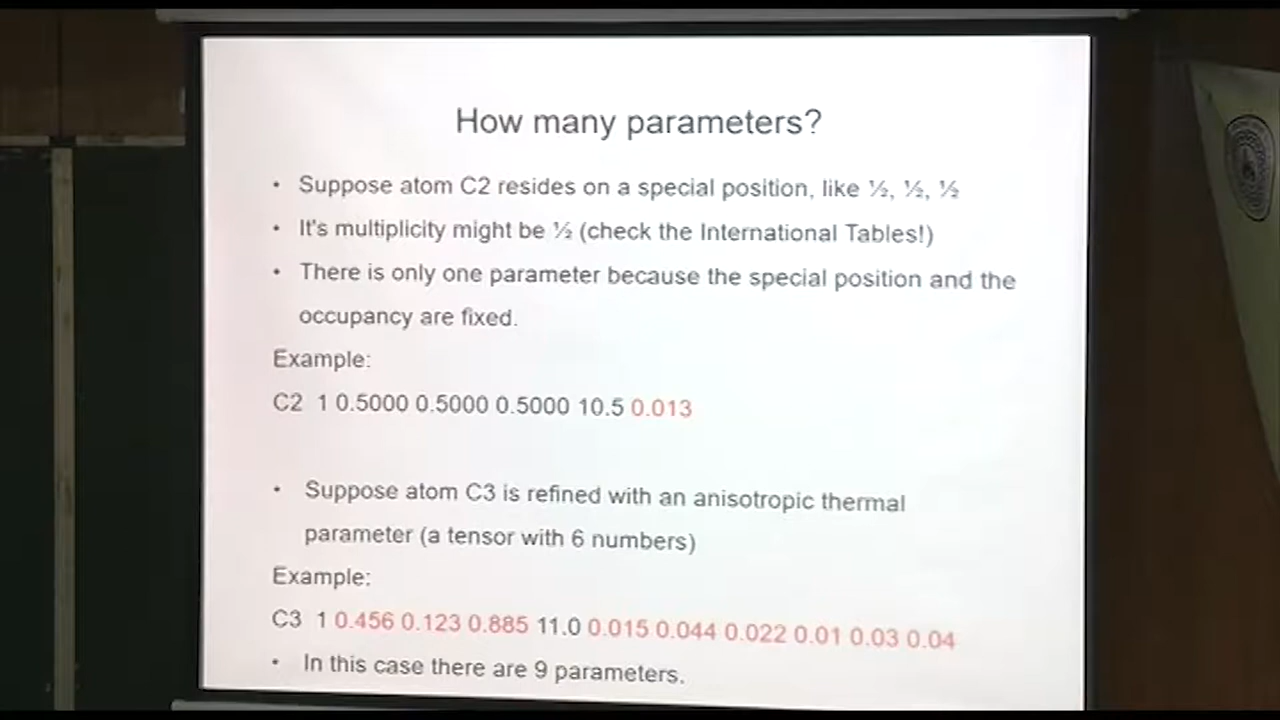 How many parameters?
• Suppose atom C2 resides on a special position, like ½, ½, ½
• It's multiplicity might be ½ (check the International Tables!)
• There is only one parameter because the special position and the
occupancy are fixed.
Example:
C2 1 0.5000 0.5000 0.5000 10.5 0.013
• Suppose atom C3 is refined with an anisotropic thermal
parameter (a tensor with 6 numbers)
Example:
C3 1 0.456 0.123 0.885 11.0 0.015 0.044 0.022 0.01 0.03 0.04
• In this case there are 9 parameters.